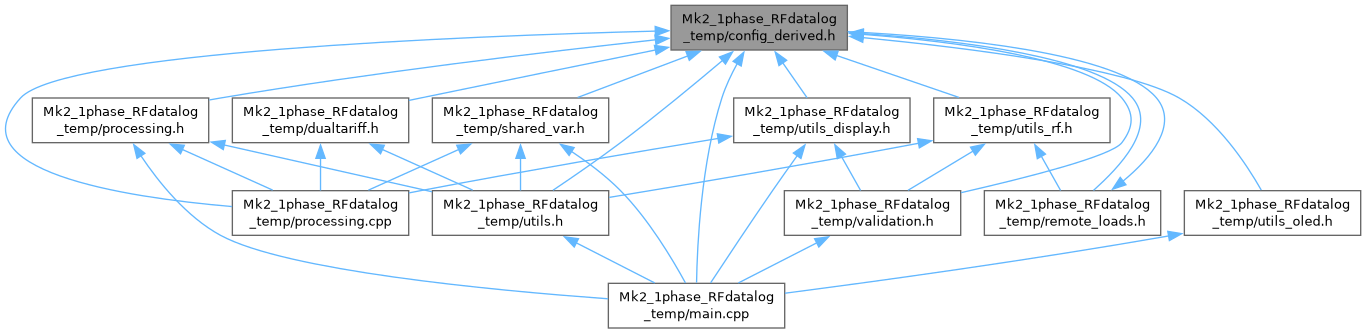 Mk2_1phase_RFdatalog
_temp/config_derived.h
Mk2_1phase_RFdatalog
_temp/processing.h
Mk2_1phase_RFdatalog
_temp/dualtariff.h
Mk2_1phase_RFdatalog
_temp/shared_var.h
Mk2_1phase_RFdatalog
_temp/utils_display.h
Mk2_1phase_RFdatalog
_temp/utils_rf.h
Mk2_1phase_RFdatalog
_temp/processing.cpp
Mk2_1phase_RFdatalog
_temp/utils.h
Mk2_1phase_RFdatalog
_temp/validation.h
Mk2_1phase_RFdatalog
_temp/remote_loads.h
Mk2_1phase_RFdatalog
_temp/utils_oled.h
Mk2_1phase_RFdatalog
_temp/main.cpp